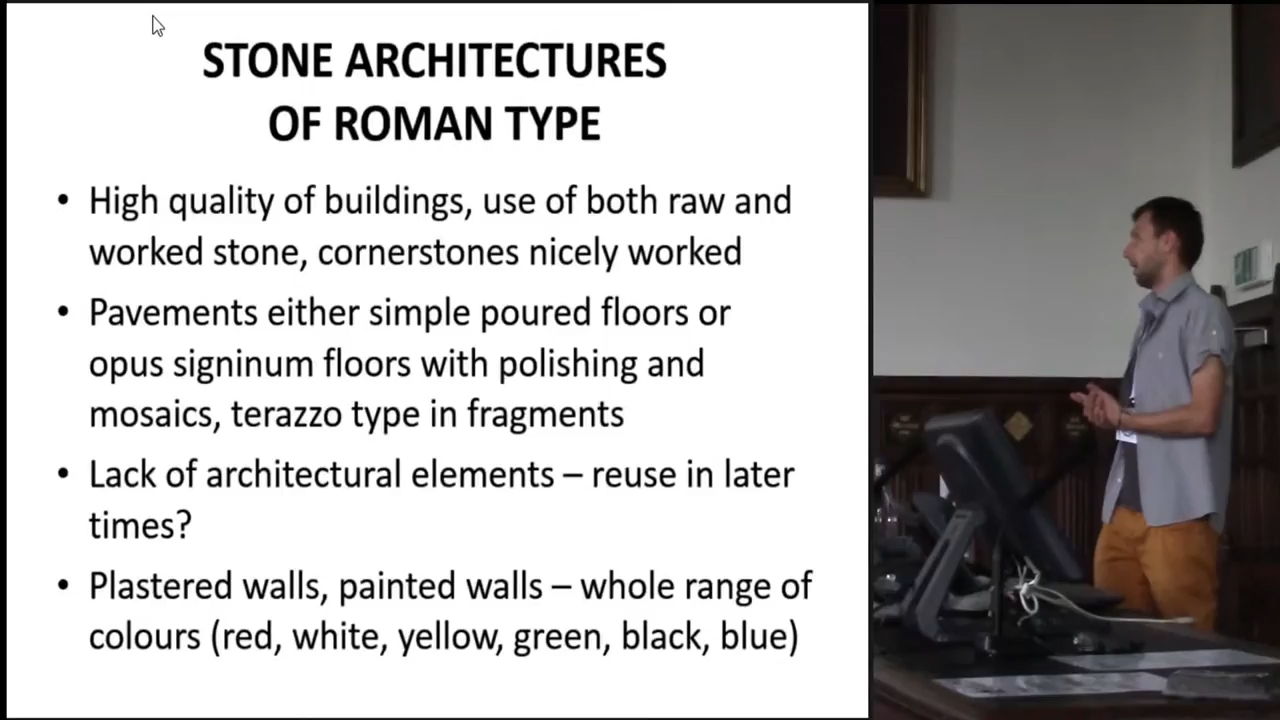 STONE ARCHITECTURES
OF ROMAN TYPE
• High quality of buildings, use of both raw and
worked stone, cornerstones nicely worked
• Pavements either simple poured floors or
opus signinum floors with polishing and
mosaics, terazzo type in fragments
• Lack of architectural elements – reuse in later
times?
• Plastered walls, painted walls – whole range of
colours (red, white, yellow, green, black, blue)